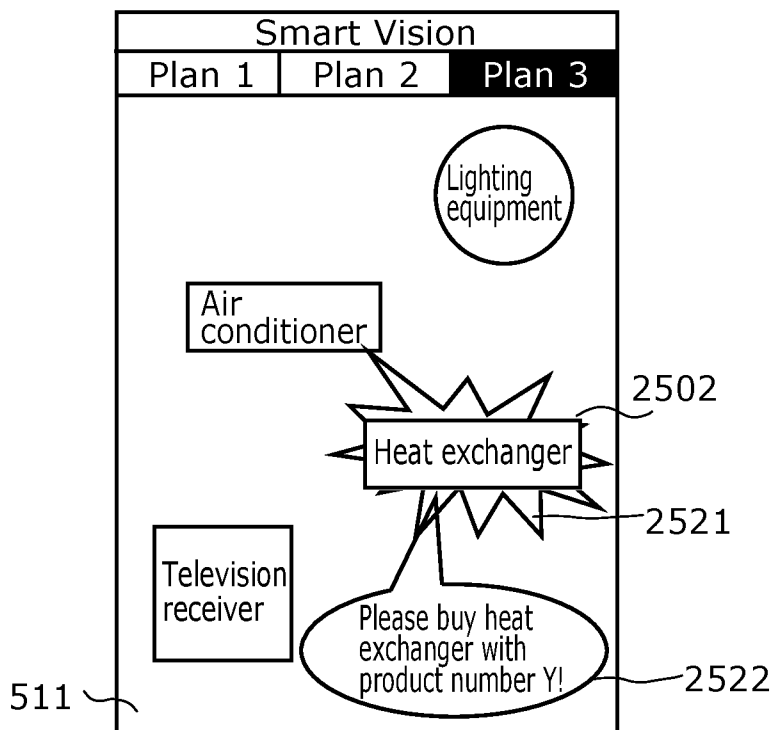 Smart Vision
Plan 1 Plan 2 Plan 3
Lighting
equipment
Air
conditioner
2502
Heat exchanger
2521
Television
receiver
Please buy heat
exchanger with
product number Y!
2522
511